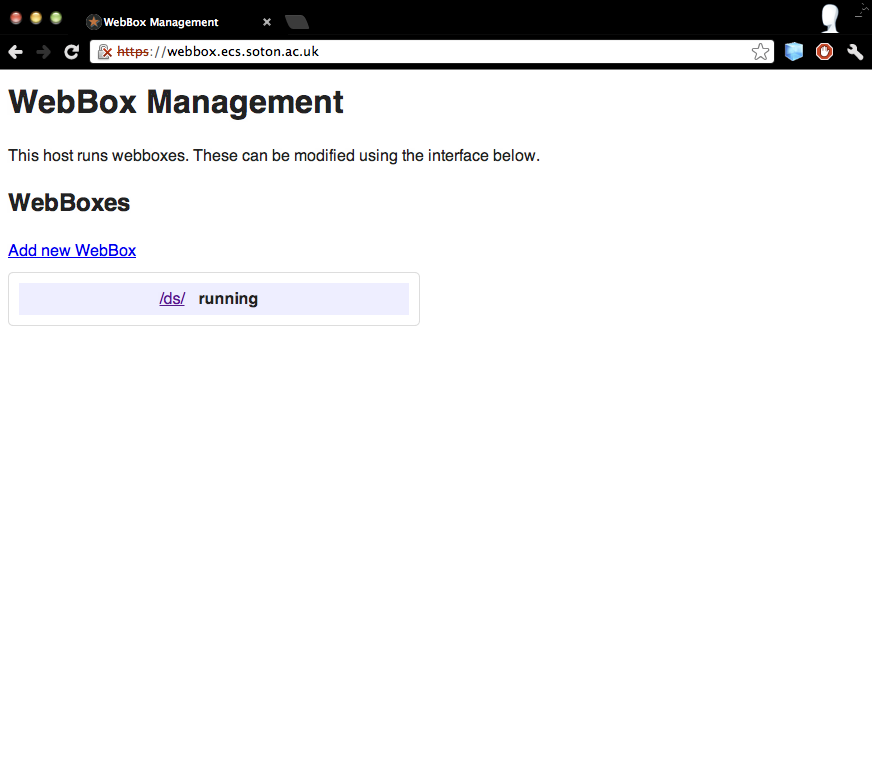 WebBox Management
https://webbox.ecs.soton.ac.uk
WebBox Management
This host runs webboxes. These can be modified using the interface below.
WebBoxes
Add new WebBox
/ds/ running